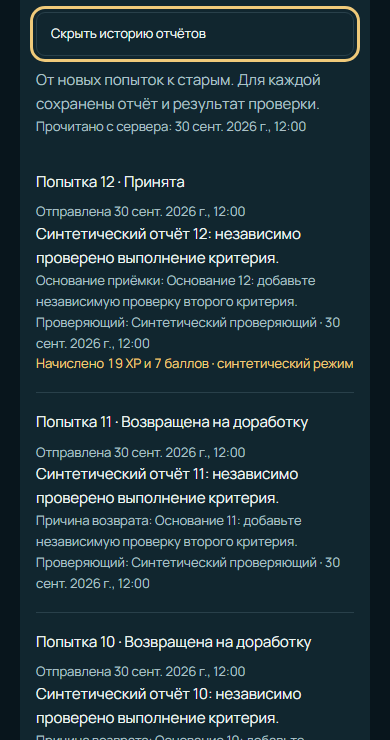 Скрыть историю отчётов
От новых попыток к старым. Для каждой
сохранены отчёт и результат проверки.
Прочитано с сервера: 30 сент. 2026 г., 12:00
Попытка 12 · Принята
Отправлена 30 сент. 2026 г., 12:00
Синтетический отчёт 12: независимо
проверено выполнение критерия.
Основание приёмки: Основание 12: добавьте
независимую проверку второго критерия.
Проверяющий: Синтетический проверяющий · 30
сент. 2026 г., 12:00
Начислено 19 XP и 7 баллов · синтетический режим
Попытка 11 · Возвращена на доработку
Отправлена 30 сент. 2026 г., 12:00
Синтетический отчёт 11: независимо
проверено выполнение критерия.
Причина возврата: Основание 11: добавьте
независимую проверку второго критерия.
Проверяющий: Синтетический проверяющий · 30
сент. 2026 г., 12:00
Попытка 10 · Возвращена на доработку
Отправлена 30 сент. 2026 г., 12:00
Синтетический отчёт 10: независимо
проверено выполнение критерия.